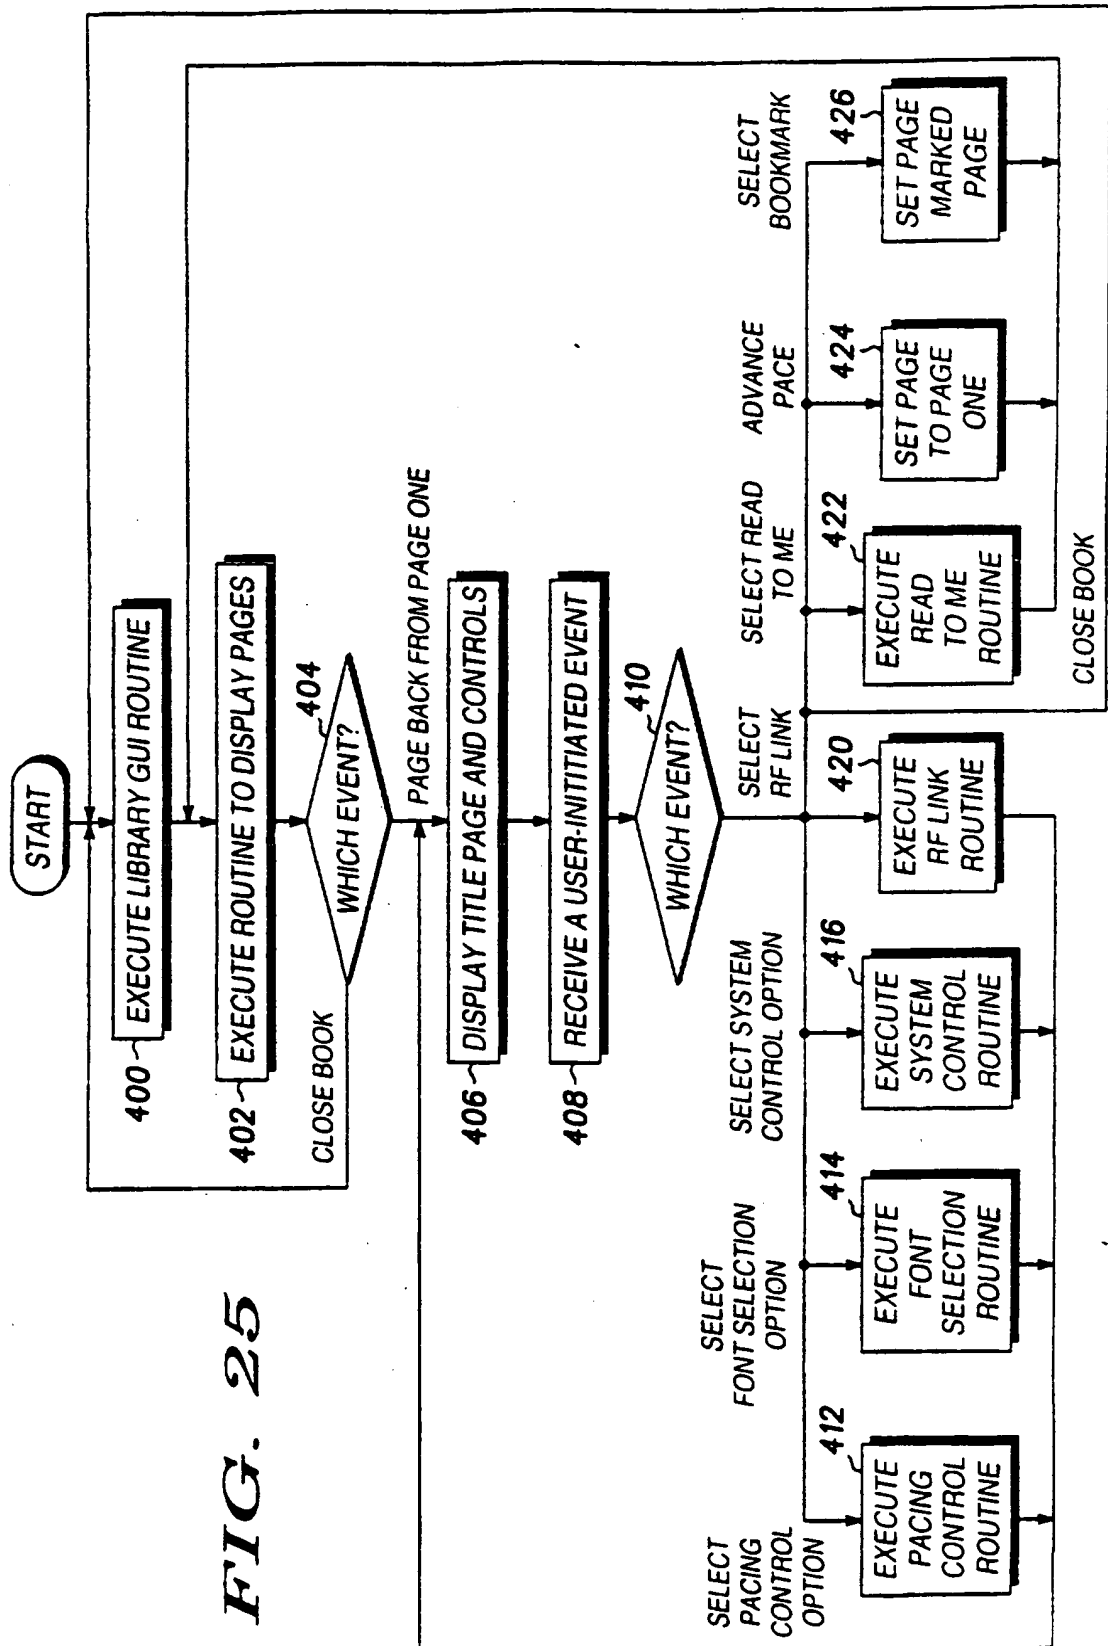 FIG. 25
START
400
EXECUTE LIBRARY GUI ROUTINE
402
EXECUTE ROUTINE TO DISPLAY PAGES
404
WHICH EVENT?
CLOSE BOOK
PAGE BACK FROM PAGE ONE
406
DISPLAY TITLE PAGE AND CONTROLS
408
RECEIVE A USER-INITITIATED EVENT
410
WHICH EVENT?
SELECT
PACING
CONTROL
OPTION
412
EXECUTE
PACING
CONTROL
ROUTINE
SELECT
FONT SELECTION
OPTION
414
EXECUTE
FONT
SELECTION
ROUTINE
SELECT SYSTEM
CONTROL OPTION
416
EXECUTE
SYSTEM
CONTROL
ROUTINE
SELECT
RF LINK
420
EXECUTE
RF LINK
ROUTINE
SELECT READ
TO ME
422
EXECUTE
READ
TO ME
ROUTINE
ADVANCE
PACE
424
SET PAGE
TO PAGE
ONE
SELECT
BOOKMARK
426
SET PAGE
MARKED
PAGE
CLOSE BOOK